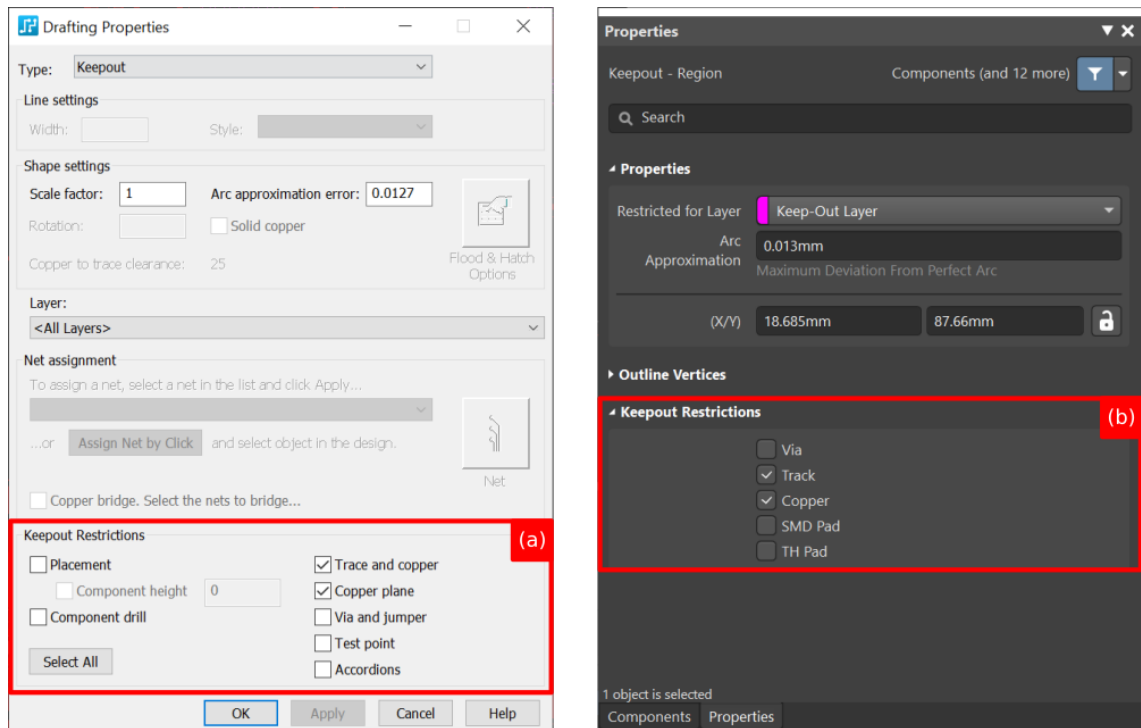 Drafting Properties
Type: Keepout
Line settings
Width: Style:
Shape settings
Scale factor: 1 Arc approximation error: 0.0127
Rotation: Solid copper
Copper to trace clearance: 25
Flood & Hatch
Options
Layer:
<All Layers>
Net assignment
To assign a net, select a net in the list and click Apply...
...or Assign Net by Click and select object in the design.
Net
Copper bridge. Select the nets to bridge...
Keepout Restrictions
(a)
Placement
Component height 0
Component drill
Select All
Trace and copper
Copper plane
Via and jumper
Test point
Accordions
OK Apply Cancel Help
Properties
Keepout - Region Components (and 12 more)
Search
Properties
Restricted for Layer Keep-Out Layer
Arc
Approximation
0.013mm
Maximum Deviation From Perfect Arc
(X/Y) 18.685mm 87.66mm
Outline Vertices
Keepout Restrictions
(b)
Via
Track
Copper
SMD Pad
TH Pad
1 object is selected
Components Properties